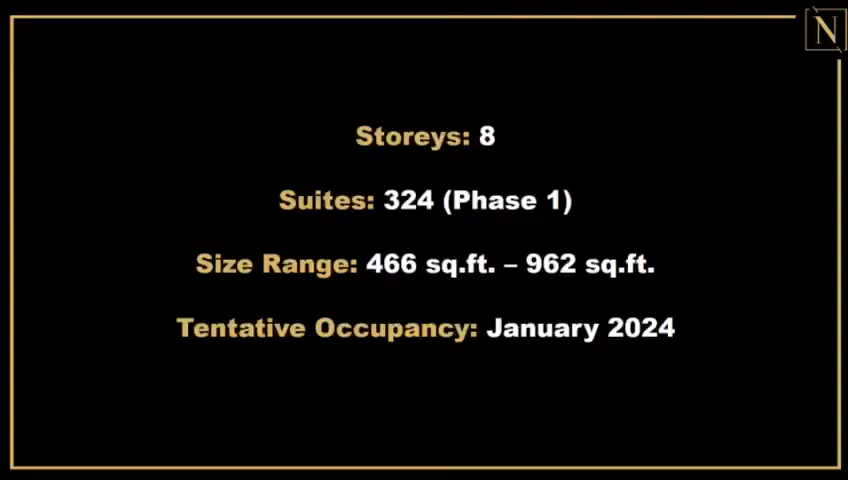 N
Storeys: 8
Suites: 324 (Phase 1)
Size Range: 466 sq.ft. – 962 sq.ft.
Tentative Occupancy: January 2024